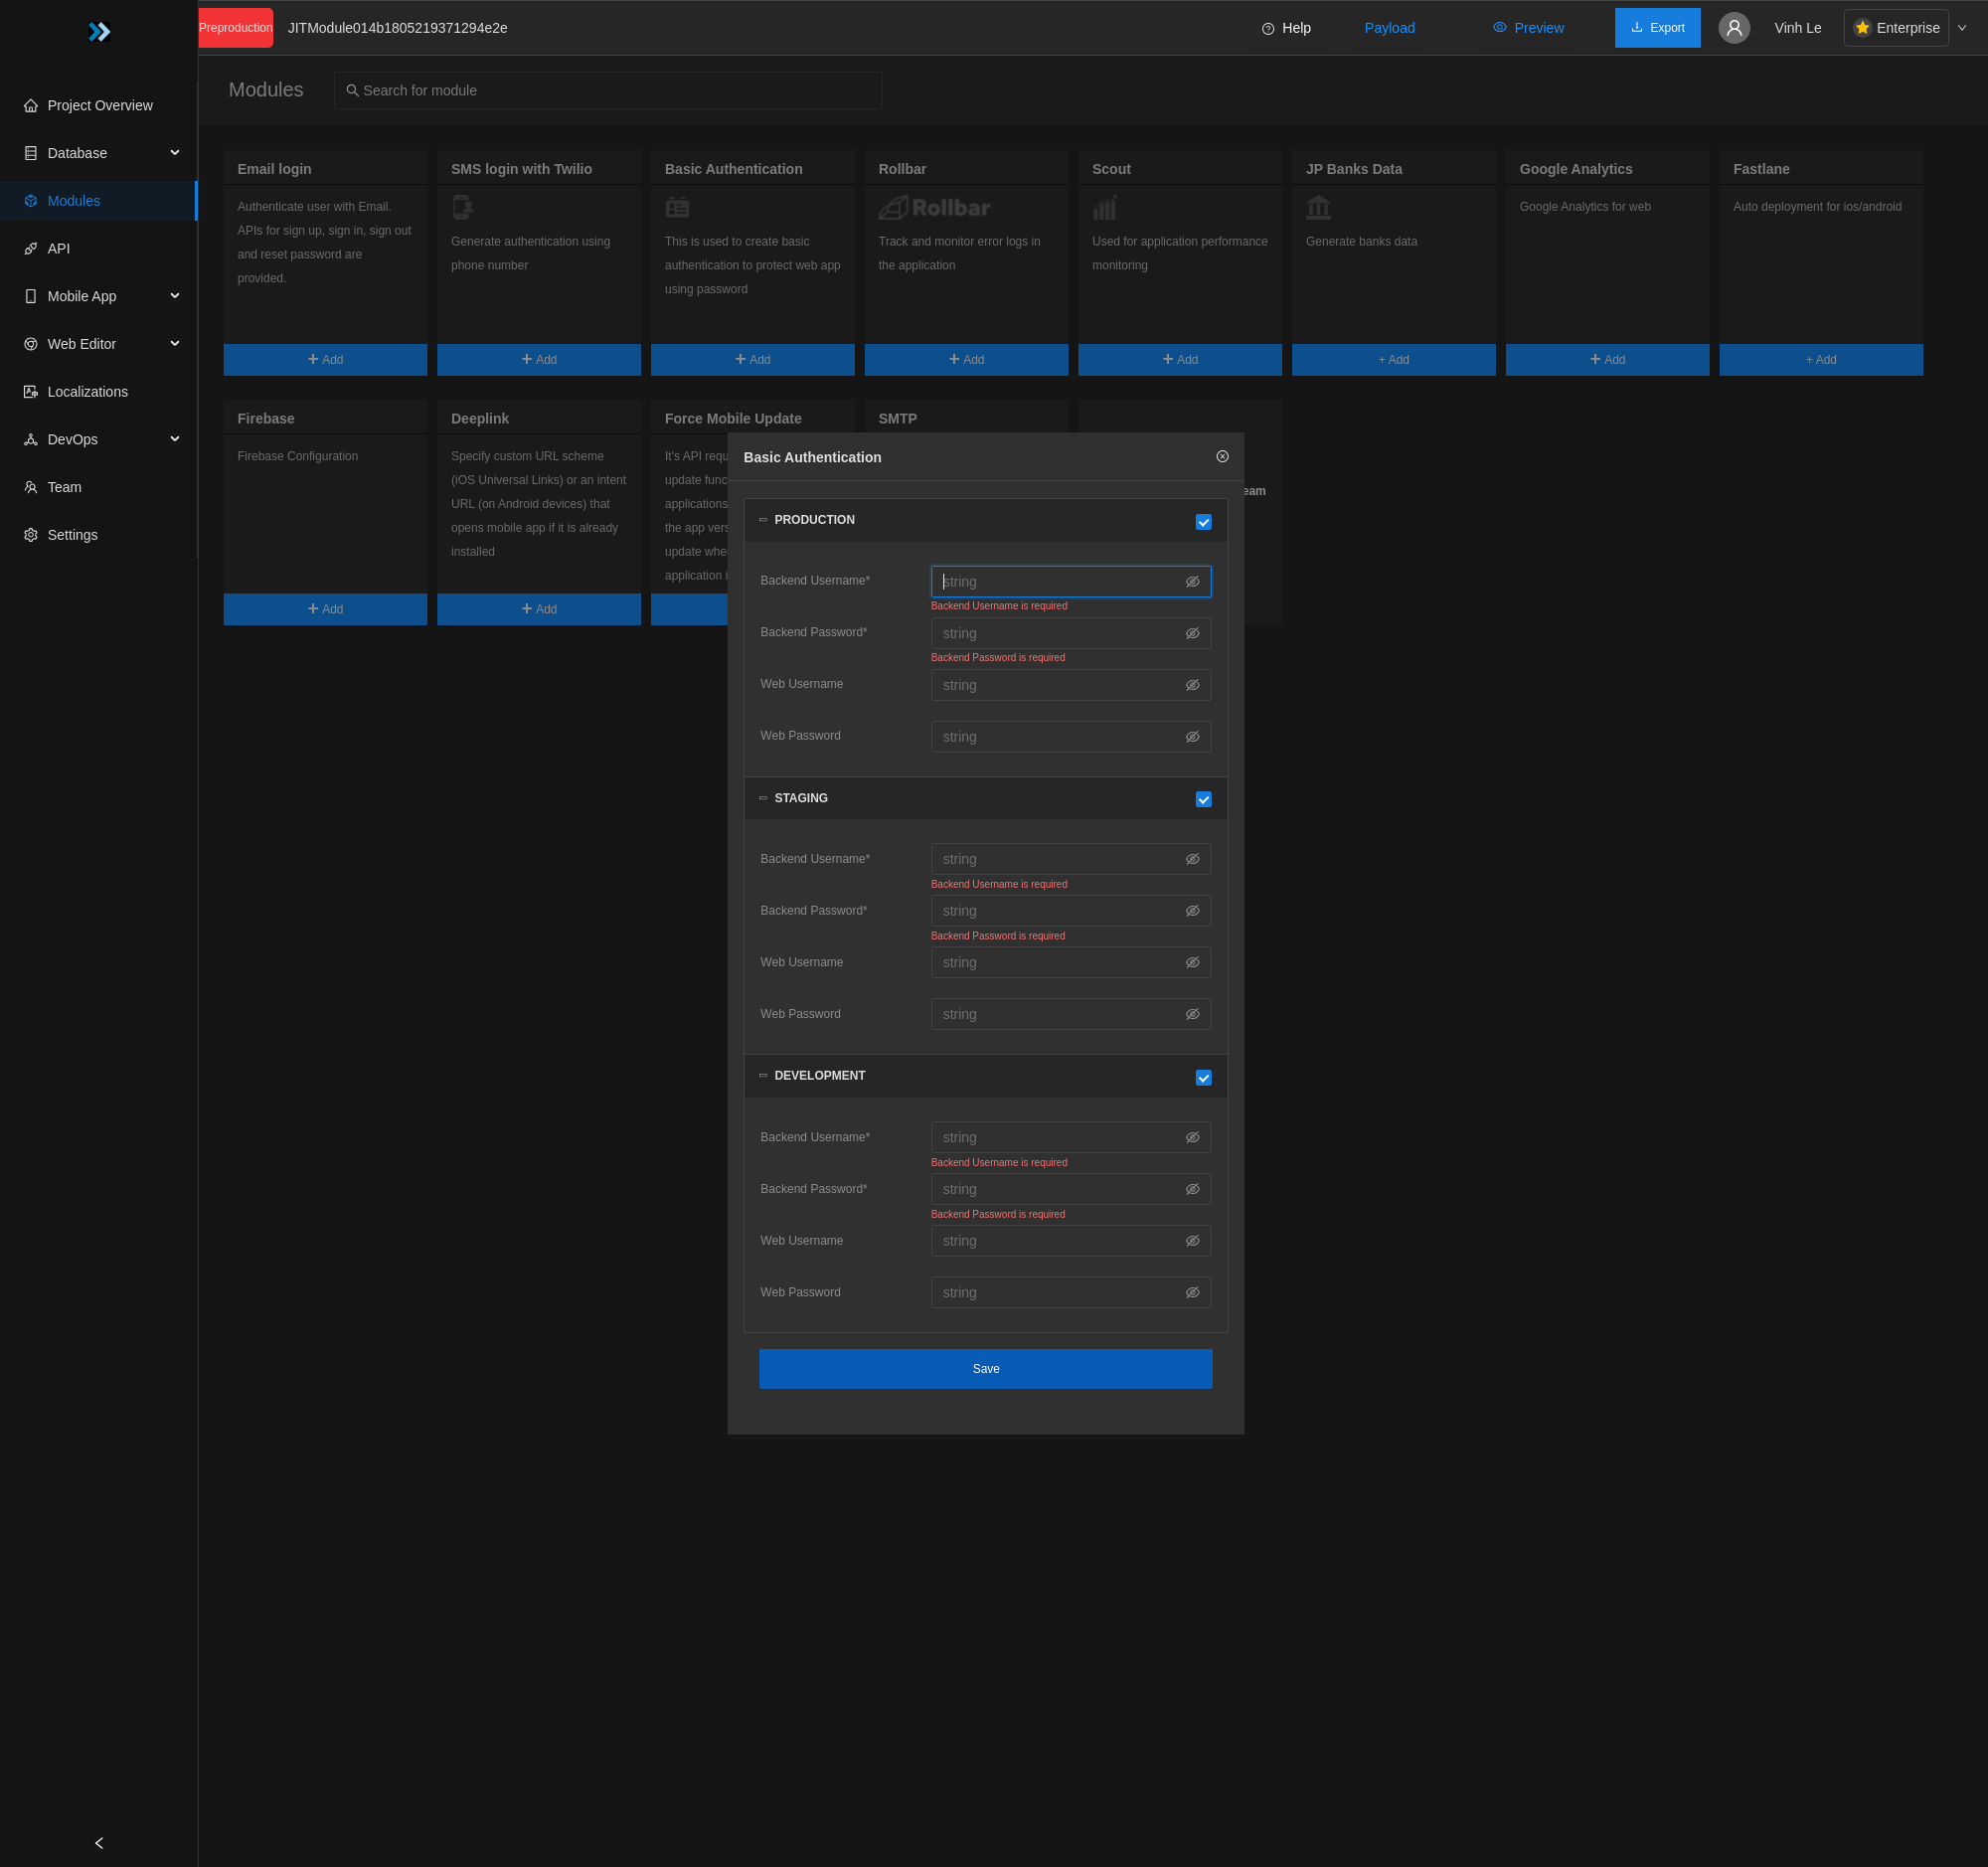 Preproduction
JITModule014b1805219371294e2e
Help
Payload
Preview
Export
Vinh Le
Enterprise
Project Overview
Database
Modules
API
Mobile App
Web Editor
Localizations
DevOps
Team
Settings
Modules
Search for module
Email login
Authenticate user with Email.
APIs for sign up, sign in, sign out
and reset password are
provided.
+ Add
SMS login with Twilio
Generate authentication using
phone number
+ Add
Basic Authentication
This is used to create basic
authentication to protect web app
using password
+ Add
Rollbar
Rollbar
Track and monitor error logs in
the application
+ Add
Scout
Used for application performance
monitoring
+ Add
JP Banks Data
Generate banks data
+ Add
Google Analytics
Google Analytics for web
+ Add
Fastlane
Auto deployment for ios/android
+ Add
Firebase
Firebase Configuration
+ Add
Deeplink
Specify custom URL scheme
(iOS Universal Links) or an intent
URL (on Android devices) that
opens mobile app if it is already
installed
+ Add
Force Mobile Update
It's API requ
update func
applications
the app vers
update whe
application i
SMTP
eam
Basic Authentication
PRODUCTION
Backend Username*
string
Backend Username is required
Backend Password*
string
Backend Password is required
Web Username
string
Web Password
string
STAGING
Backend Username*
string
Backend Username is required
Backend Password*
string
Backend Password is required
Web Username
string
Web Password
string
DEVELOPMENT
Backend Username*
string
Backend Username is required
Backend Password*
string
Backend Password is required
Web Username
string
Web Password
string
Save